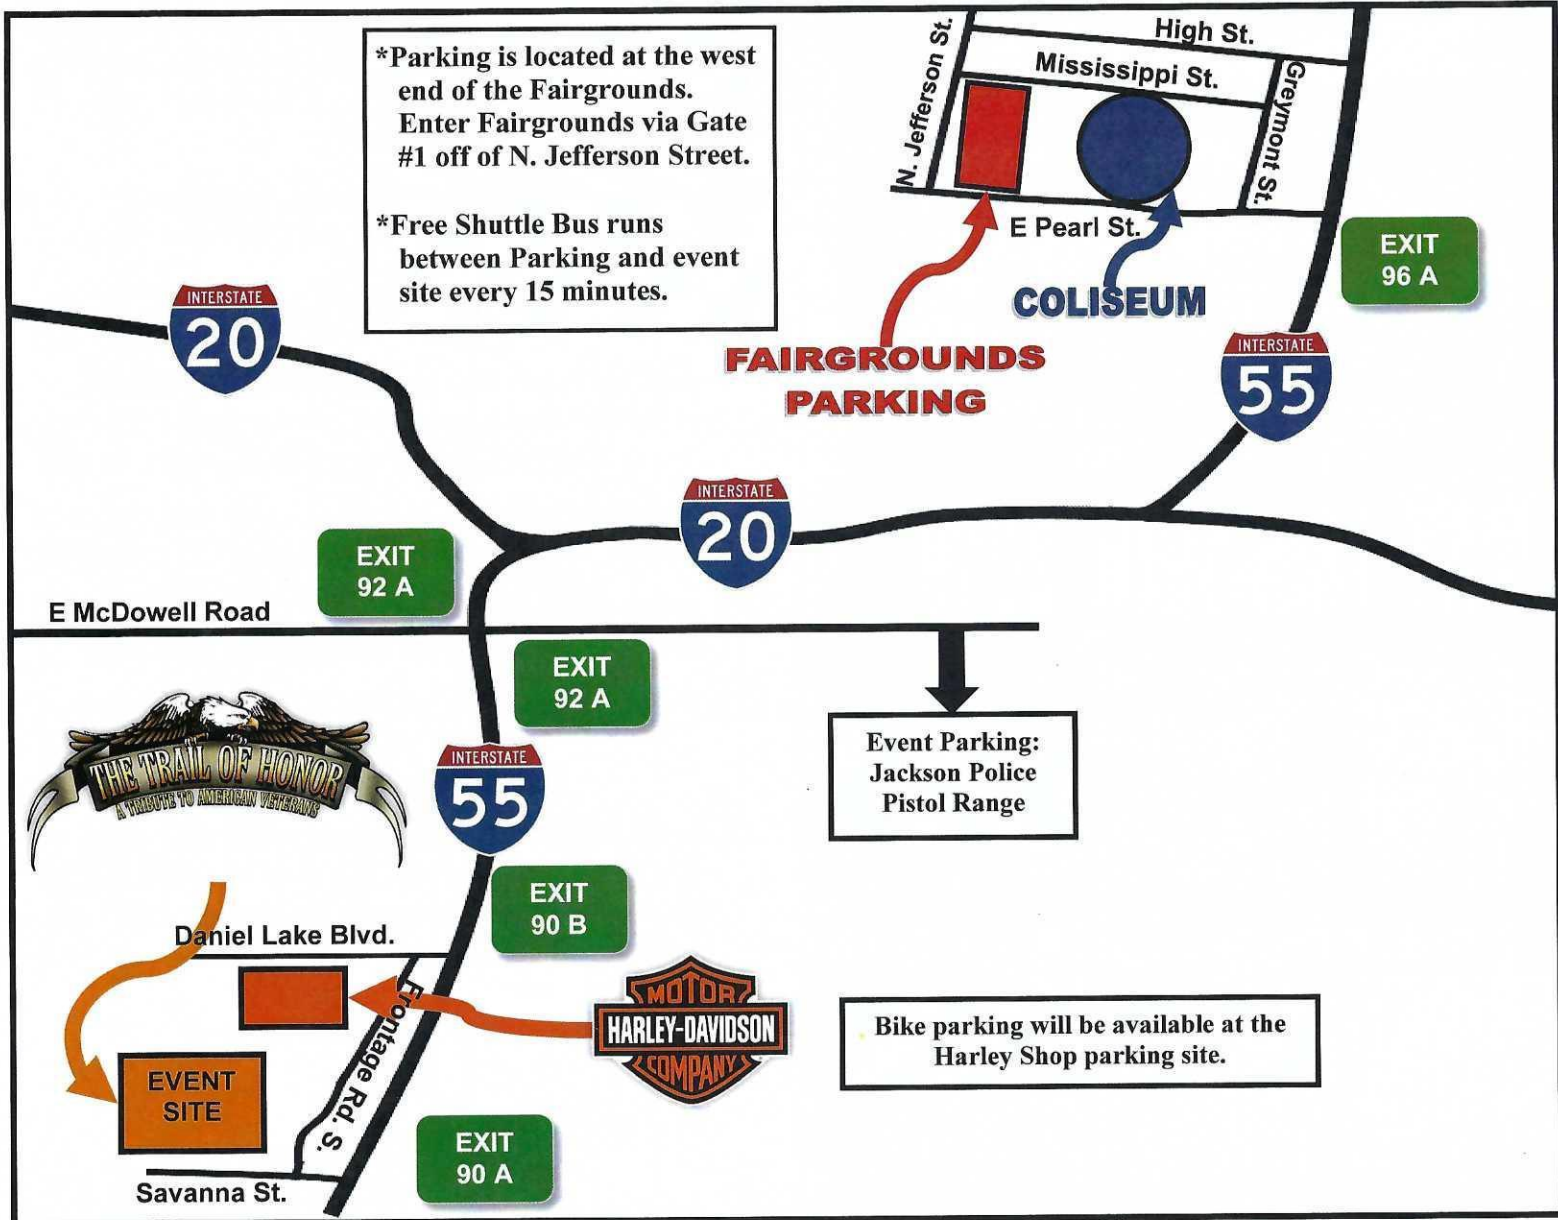 *Parking is located at the west
end of the Fairgrounds.
Enter Fairgrounds via Gate
#1 off of N. Jefferson Street.
*Free Shuttle Bus runs
between Parking and event
site every 15 minutes.
N. Jefferson St.
High St.
Mississippi St.
Greymont St.
E Pearl St.
COLISEUM
FAIRGROUNDS
PARKING
EXIT
96 A
INTERSTATE
20
INTERSTATE
55
INTERSTATE
20
EXIT
92 A
E McDowell Road
EXIT
92 A
THE TRAIL OF HONOR
A TRIBUTE TO AMERICAN VETERANS
INTERSTATE
55
Event Parking:
Jackson Police
Pistol Range
EXIT
90 B
Daniel Lake Blvd.
Frontage Rd. S.
MOTOR
HARLEY-DAVIDSON
COMPANY
Bike parking will be available at the
Harley Shop parking site.
EVENT
SITE
EXIT
90 A
Savanna St.